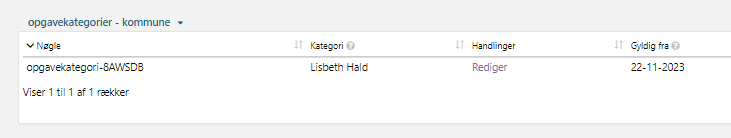 opgavekategorier - kommune
Nøgle Kategori Handlinger Gyldig fra
opgavekategori-8AWSDB Lisbeth Hald Rediger 22-11-2023
Viser 1 til 1 af 1 rækker